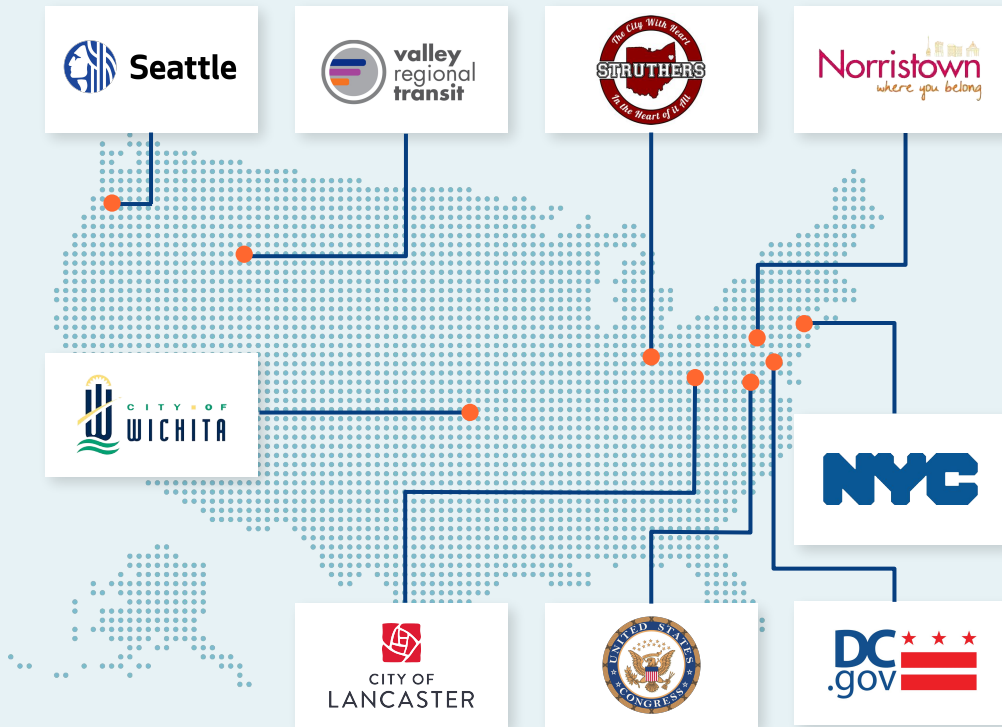 Seattle
valley
regional
transit
The City With Heart
STRUTHERS
In the Heart of it All
Norristown
where you belong
CITY OF
WICHITA
NYC
CITY OF
LANCASTER
UNITED STATES
CONGRESS
DC
.gov